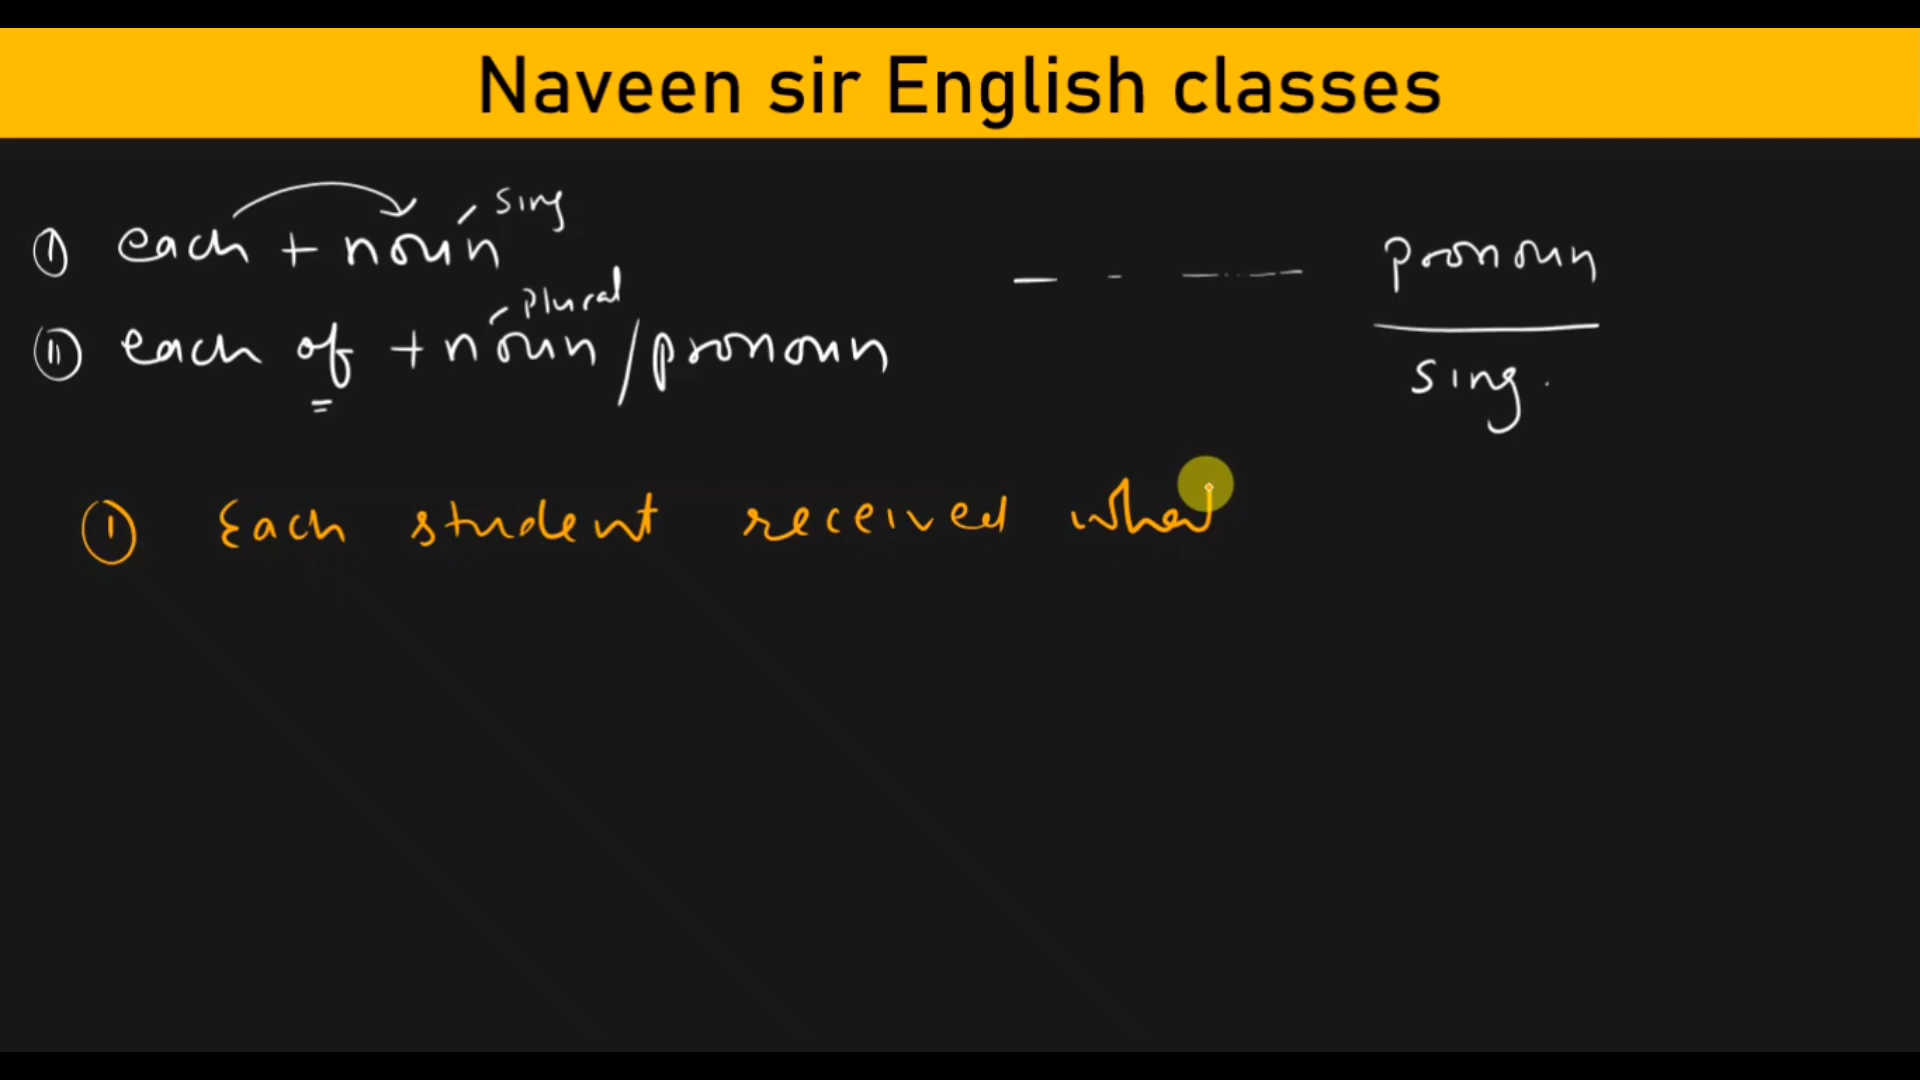 Naveen sir English classes
① each + noun sing
② each of + noun plural / pronoun
pronoun
sing.
① Each student received what